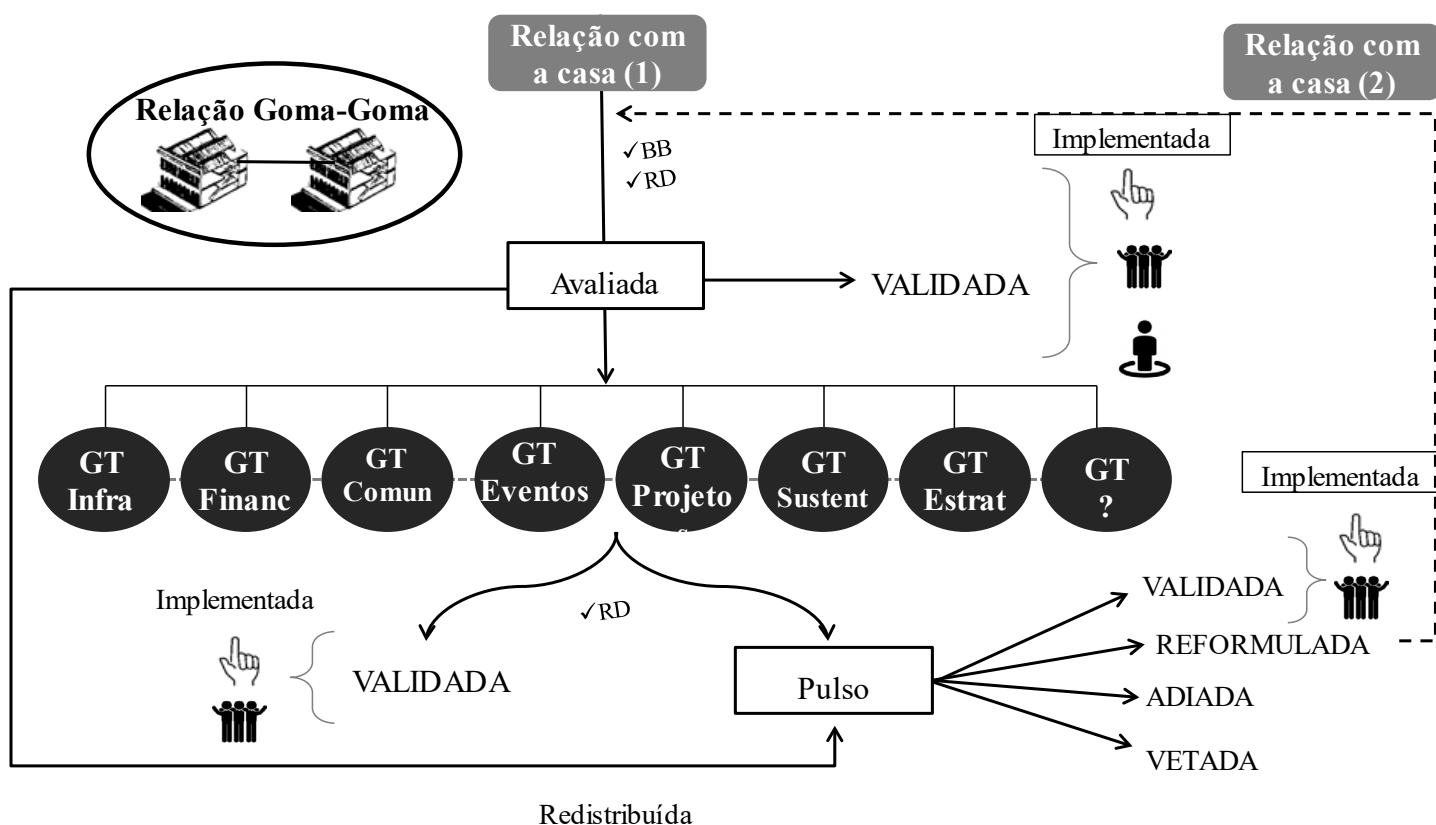 Relação com
a casa (1)
Relação com
a casa (2)
Relação Goma-Goma
Implementada
✓BB
✓RD
Avaliada
VALIDADA
GT
Infra
GT
Financ
GT
Comun
GT
Eventos
GT
Projeto
GT
Sustent
GT
Estrat
GT
?
Implementada
Implementada
✓RD
VALIDADA
VALIDADA
REFORMULADA
Pulso
ADIADA
VETADA
Redistribuída